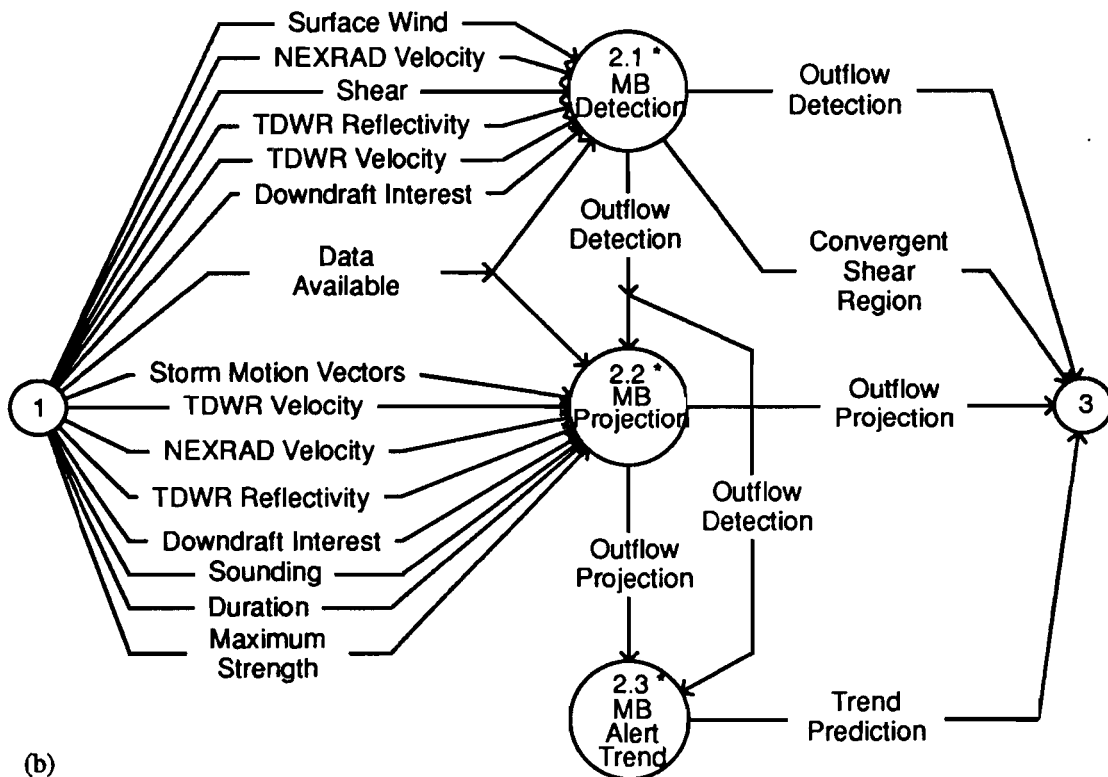 Surface Wind
NEXRAD Velocity
Shear
TDWR Reflectivity
TDWR Velocity
Downdraft Interest
Data
Available
Storm Motion Vectors
TDWR Velocity
NEXRAD Velocity
TDWR Reflectivity
Downdraft Interest
Sounding
Duration
Maximum
Strength
1
2.1 *
MB
Detection
Outflow
Detection
Outflow
Detection
Convergent
Shear
Region
2.2 *
MB
Projection
Outflow
Projection
3
Outflow
Detection
Outflow
Projection
2.3 *
MB
Alert
Trend
Trend
Prediction
(b)